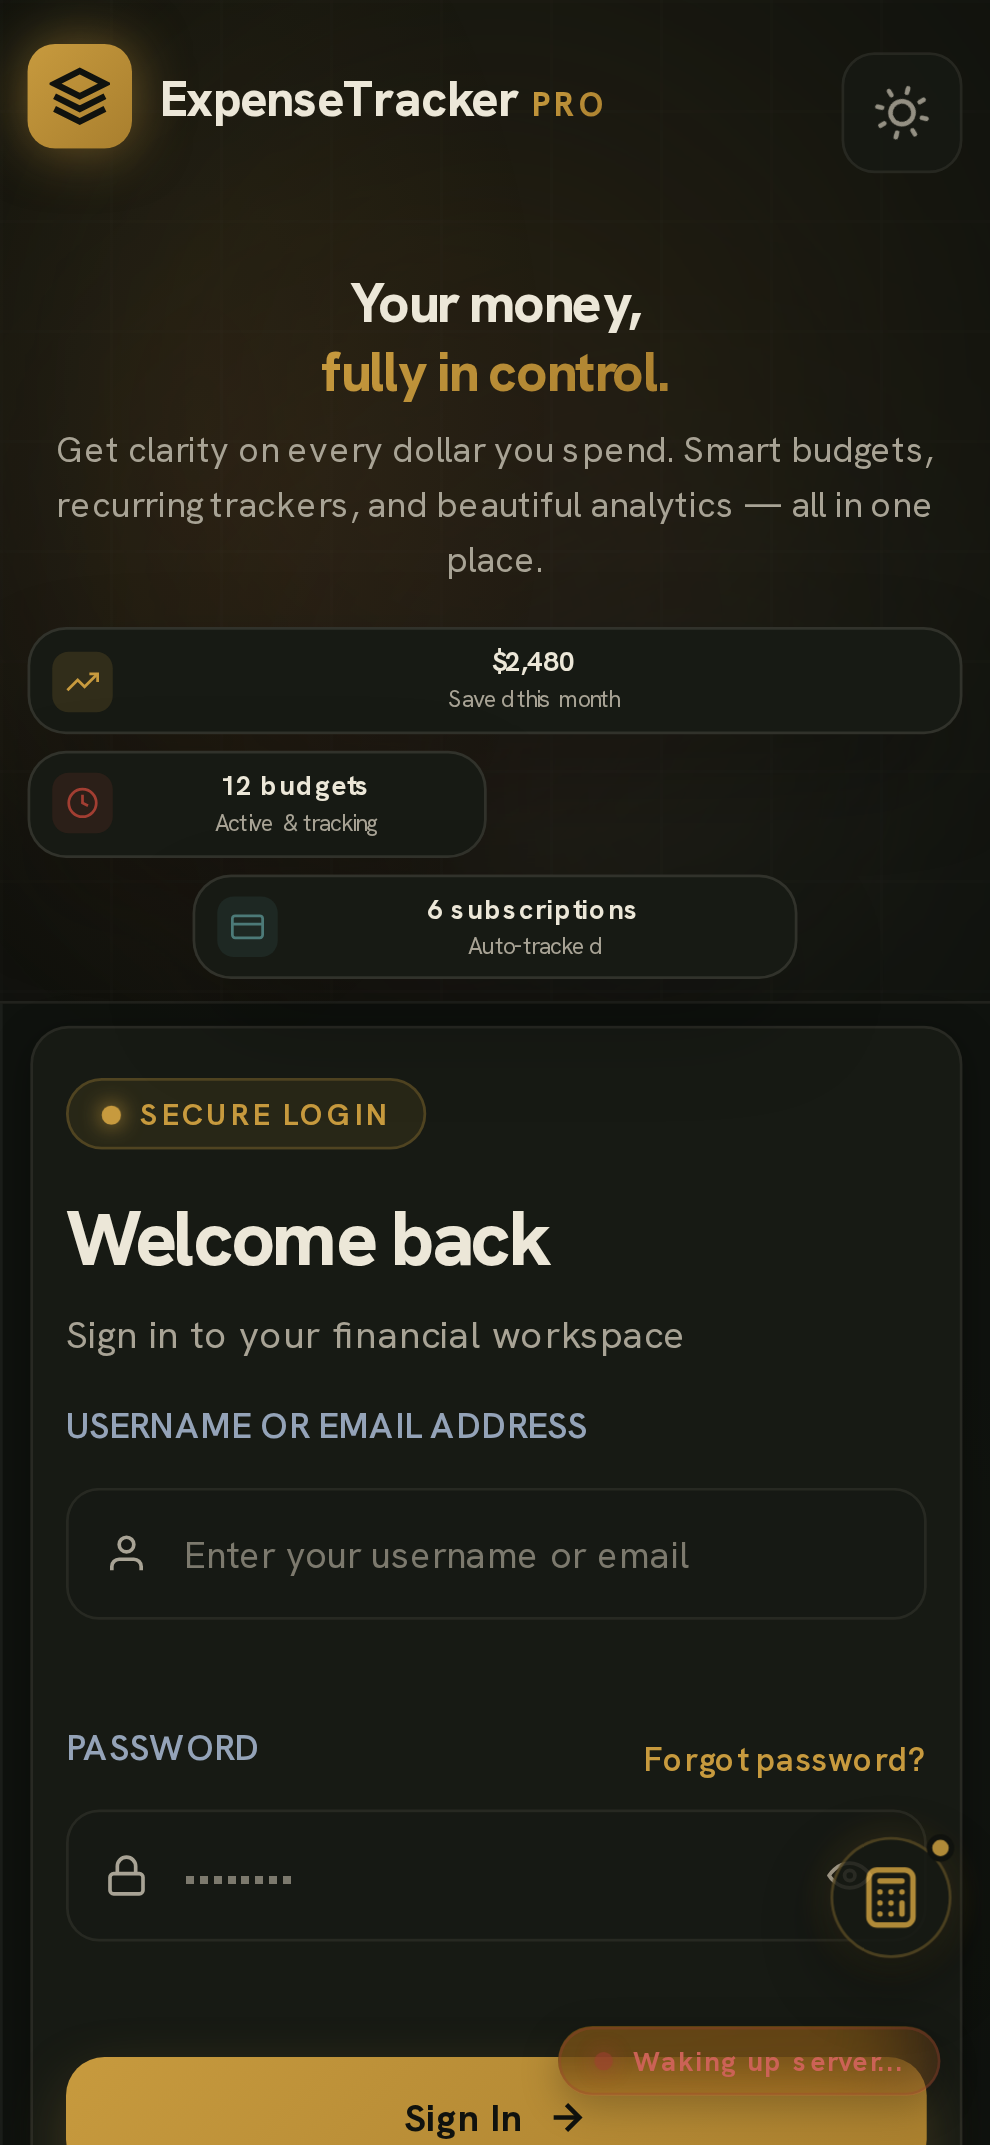 ExpenseTracker PRO
Your money,
fully in control.
Get clarity on every dollar you spend. Smart budgets,
recurring trackers, and beautiful analytics — all in one
place.
$2,480
Saved this month
12 budgets
Active & tracking
6 subscriptions
Auto-tracked
SECURE LOGIN
Welcome back
Sign in to your financial workspace
USERNAME OR EMAIL ADDRESS
Enter your username or email
PASSWORD
Forgot password?
Waking up server...
Sign In →